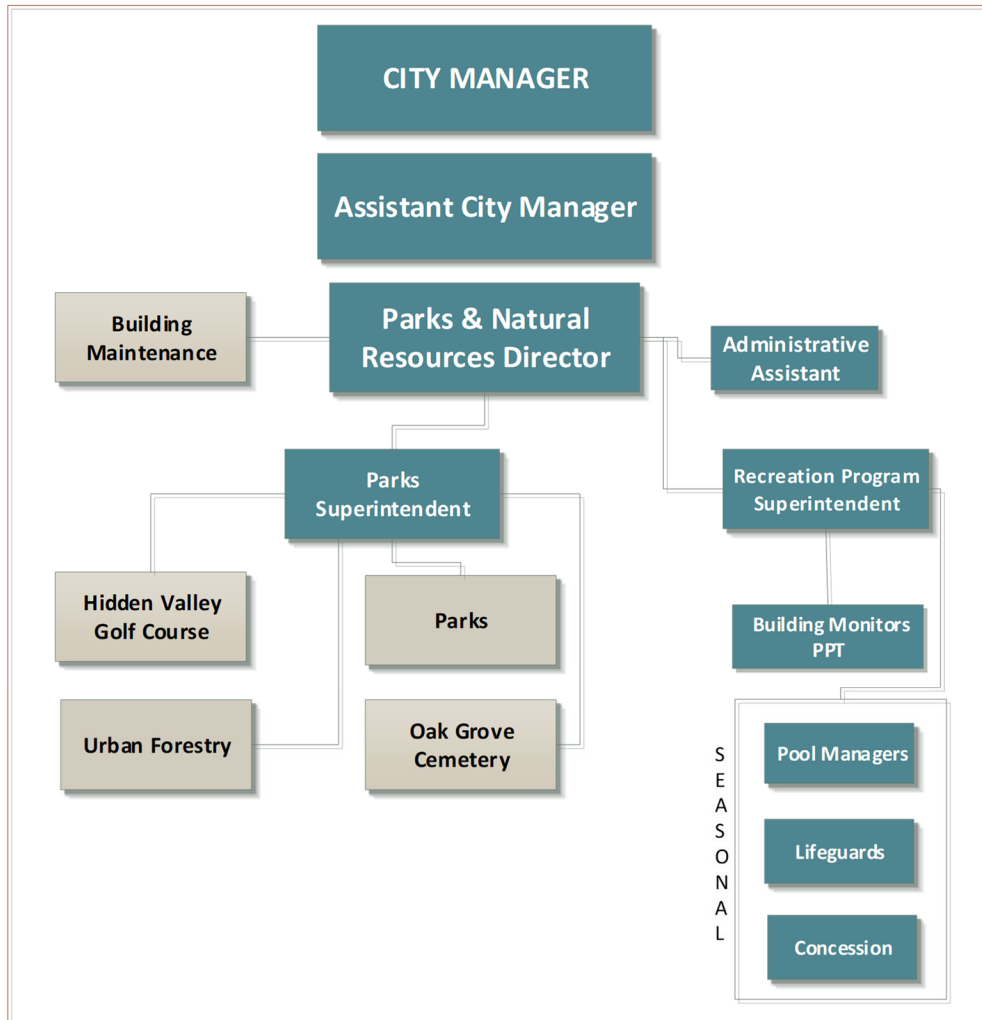 CITY MANAGER
Assistant City Manager
Building
Maintenance
Parks & Natural
Resources Director
Administrative
Assistant
Parks
Superintendent
Recreation Program
Superintendent
Hidden Valley
Golf Course
Parks
Building Monitors
PPT
Urban Forestry
Oak Grove
Cemetery
SEASONAL
Pool Managers
Lifeguards
Concession